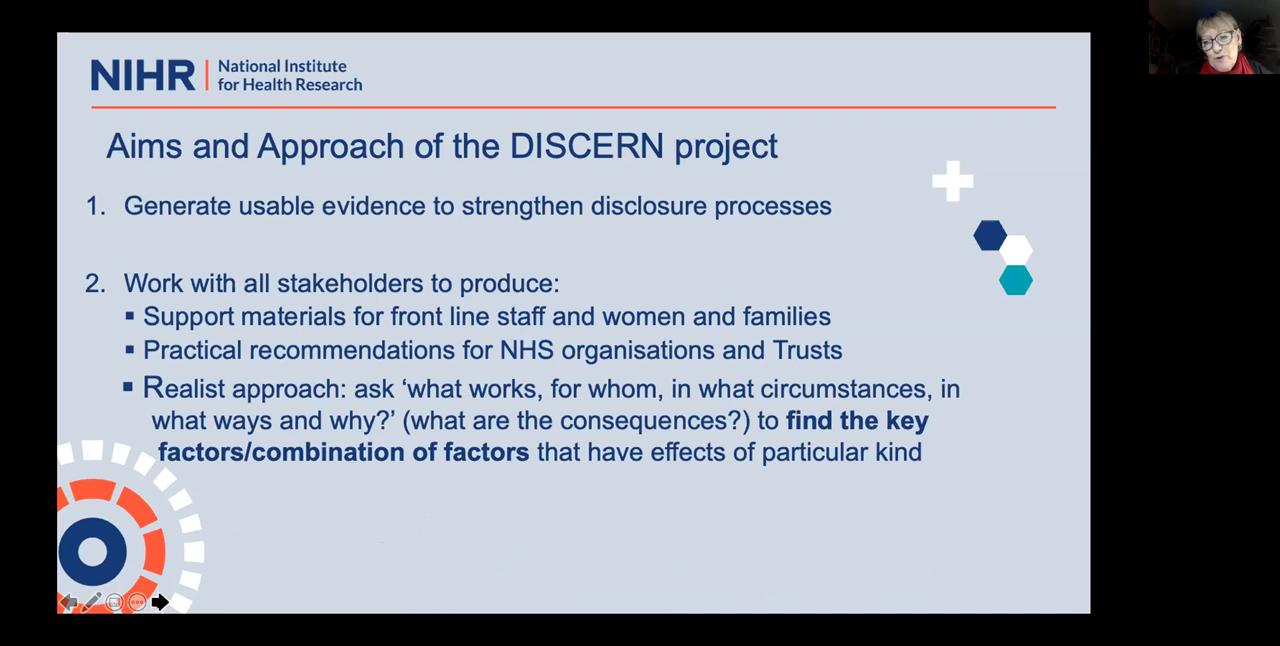 NIHR | National Institute
for Health Research
Aims and Approach of the DISCERN project
1. Generate usable evidence to strengthen disclosure processes
2. Work with all stakeholders to produce:
▪ Support materials for front line staff and women and families
▪ Practical recommendations for NHS organisations and Trusts
▪ Realist approach: ask ‘what works, for whom, in what circumstances, in
what ways and why?’ (what are the consequences?) to find the key
factors/combination of factors that have effects of particular kind